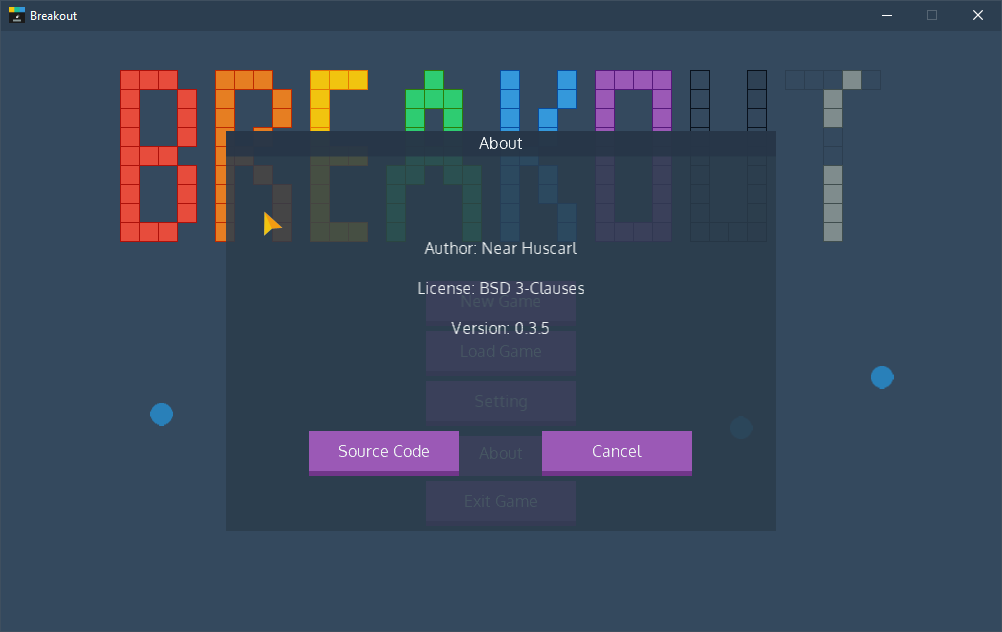 Breakout
BREAKOUT
About
Author: Near Huscarl
License: BSD 3-Clauses
New Game
Version: 0.3.5
Load Game
Setting
Source Code
About
Cancel
Exit Game